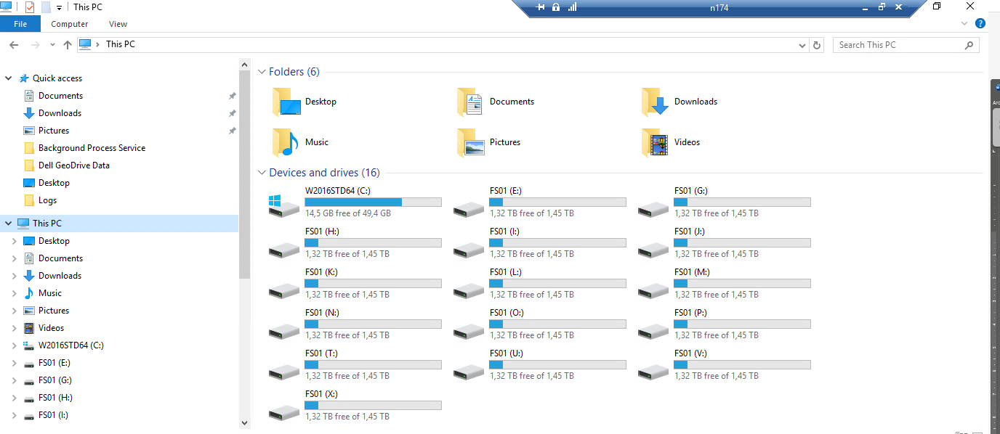 This PC
n174
File Computer View
This PC
Search This PC
Quick access
Documents
Downloads
Pictures
Background Process Service
Dell GeoDrive Data
Desktop
Logs
This PC
Desktop
Documents
Downloads
Music
Pictures
Videos
W2016STD64 (C:)
FS01 (E:)
FS01 (G:)
FS01 (H:)
FS01 (I:)
Folders (6)
Desktop Documents Downloads
Music Pictures Videos
Devices and drives (16)
W2016STD64 (C:) FS01 (E:) FS01 (G:)
14,5 GB free of 49,4 GB 1,32 TB free of 1,45 TB 1,32 TB free of 1,45 TB
FS01 (H:) FS01 (I:) FS01 (J:)
1,32 TB free of 1,45 TB 1,32 TB free of 1,45 TB 1,32 TB free of 1,45 TB
FS01 (K:) FS01 (L:) FS01 (M:)
1,32 TB free of 1,45 TB 1,32 TB free of 1,45 TB 1,32 TB free of 1,45 TB
FS01 (N:) FS01 (O:) FS01 (P:)
1,32 TB free of 1,45 TB 1,32 TB free of 1,45 TB 1,32 TB free of 1,45 TB
FS01 (T:) FS01 (U:) FS01 (V:)
1,32 TB free of 1,45 TB 1,32 TB free of 1,45 TB 1,32 TB free of 1,45 TB
FS01 (X:)
1,32 TB free of 1,45 TB